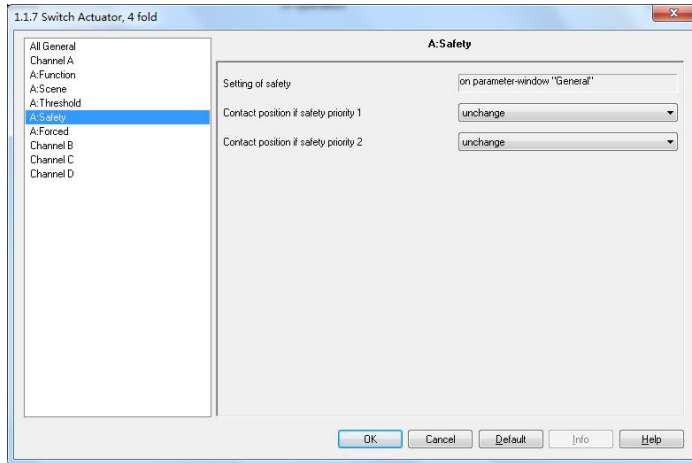 1.1.7 Switch Actuator, 4 fold
All General
Channel A
A:Function
A:Scene
A:Threshold
A:Safety
A:Forced
Channel B
Channel C
Channel D
A:Safety
Setting of safety on parameter-window "General"
Contact position if safety priority 1 unchange
Contact position if safety priority 2 unchange
OK Cancel Default Info Help